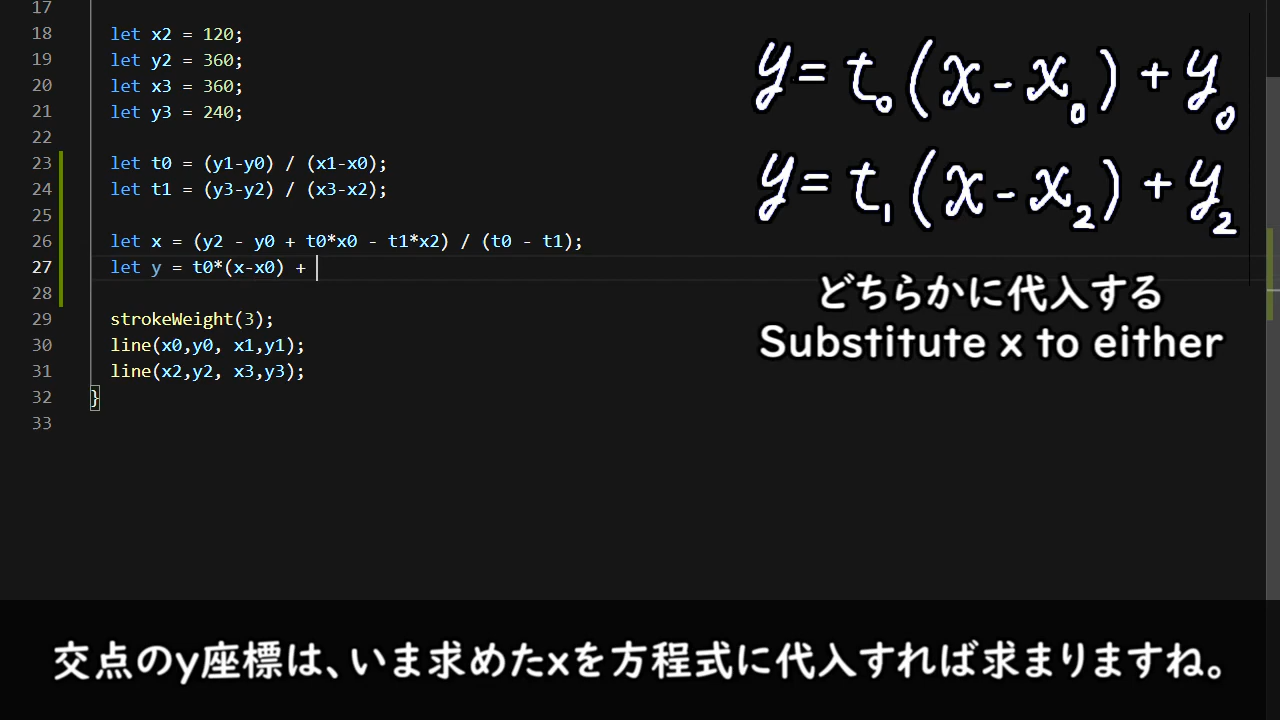 17
18 let x2 = 120;
19 let y2 = 360;
20 let x3 = 360;
21 let y3 = 240;
22
23 let t0 = (y1-y0) / (x1-x0);
24 let t1 = (y3-y2) / (x3-x2);
25
26 let x = (y2 - y0 + t0*x0 - t1*x2) / (t0 - t1);
27 let y = t0*(x-x0) +
28
29 strokeWeight(3);
30 line(x0,y0, x1,y1);
31 line(x2,y2, x3,y3);
32 }
33
y = t₀(x - x₀) + y₀
y = t₁(x - x₂) + y₂
どちらかに代入する
Substitute x to either
交点のy座標は、いま求めたxを方程式に代入すれば求まりますね。